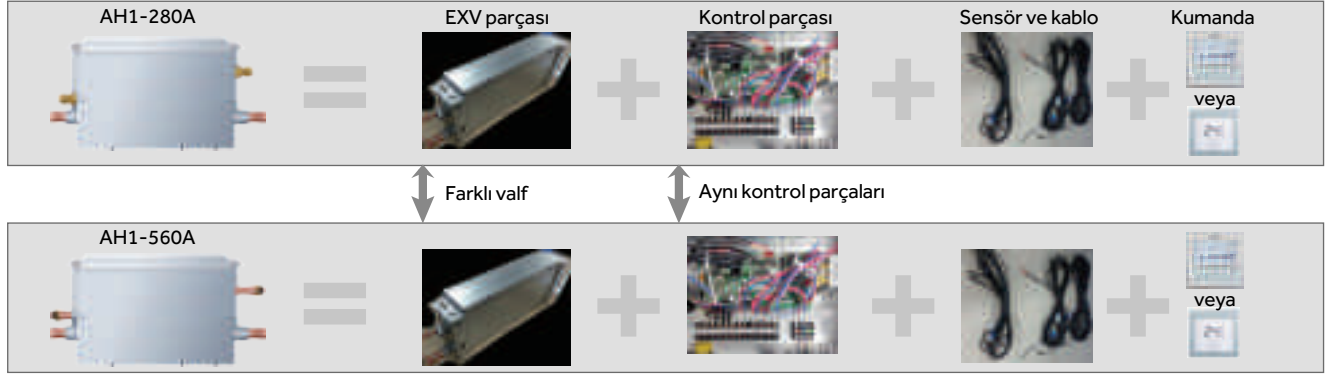 AH1-280A EXV parçası Kontrol parçası Sensör ve kablo Kumanda
veya
Farklı valf Aynı kontrol parçaları
AH1-560A
veya